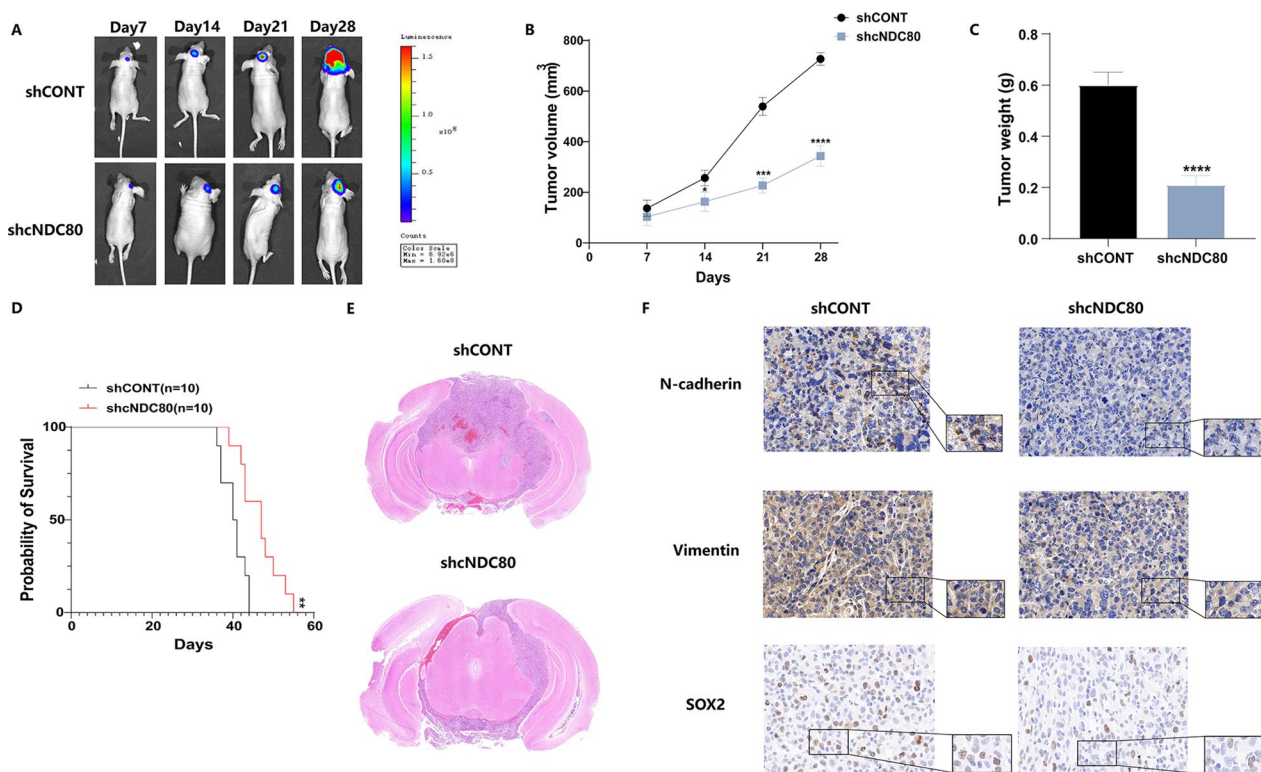 A
Day7 Day14 Day21 Day28
shCONT
shcNDC80
Luminescence
1.5
1.0
x10⁸
0.5
Counts
Color Scale
Min = 8.92e6
Max = 1.60e8
B
shCONT
shcNDC80
Tumor volume (mm3)
800
600
400
200
0
* *** ****
0 7 14 21 28
Days
C
Tumor weight (g)
0.8
0.6
0.4
0.2
0.0
****
shCONT shcNDC80
D
shCONT(n=10)
shcNDC80(n=10)
Probability of Survival
100
50
0
0 20 40 60
**
Days
E
shCONT
shcNDC80
F
shCONT shcNDC80
N-cadherin
Vimentin
SOX2